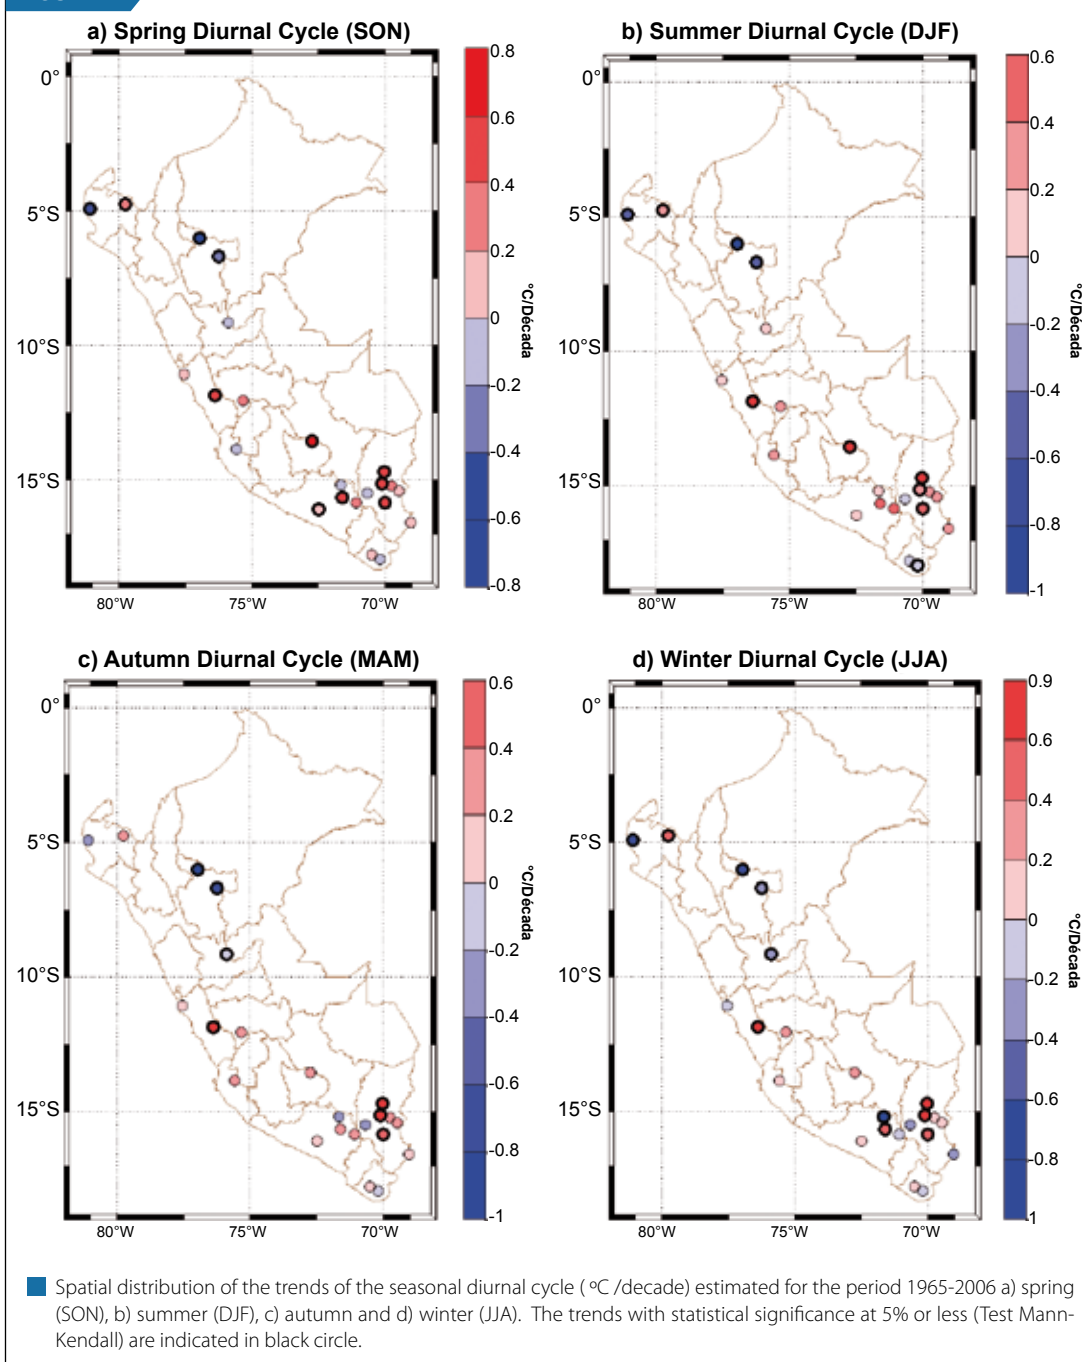 a) Spring Diurnal Cycle (SON)
0°
5°S
10°S
15°S
80°W 75°W 70°W
0.8
0.6
0.4
0.2
0
-0.2
-0.4
-0.6
-0.8
°C/Década
b) Summer Diurnal Cycle (DJF)
0°
5°S
10°S
15°S
80°W 75°W 70°W
0.6
0.4
0.2
0
-0.2
-0.4
-0.6
-0.8
-1
°C/Década
c) Autumn Diurnal Cycle (MAM)
0°
5°S
10°S
15°S
80°W 75°W 70°W
0.6
0.4
0.2
0
-0.2
-0.4
-0.6
-0.8
-1
°C/Década
d) Winter Diurnal Cycle (JJA)
0°
5°S
10°S
15°S
80°W 75°W 70°W
0.9
0.6
0.4
0.2
0
-0.2
-0.4
-0.6
-0.8
1
°C/Década
Spatial distribution of the trends of the seasonal diurnal cycle ( ºC /decade) estimated for the period 1965-2006 a) spring
(SON), b) summer (DJF), c) autumn and d) winter (JJA). The trends with statistical significance at 5% or less (Test Mann-
Kendall) are indicated in black circle.